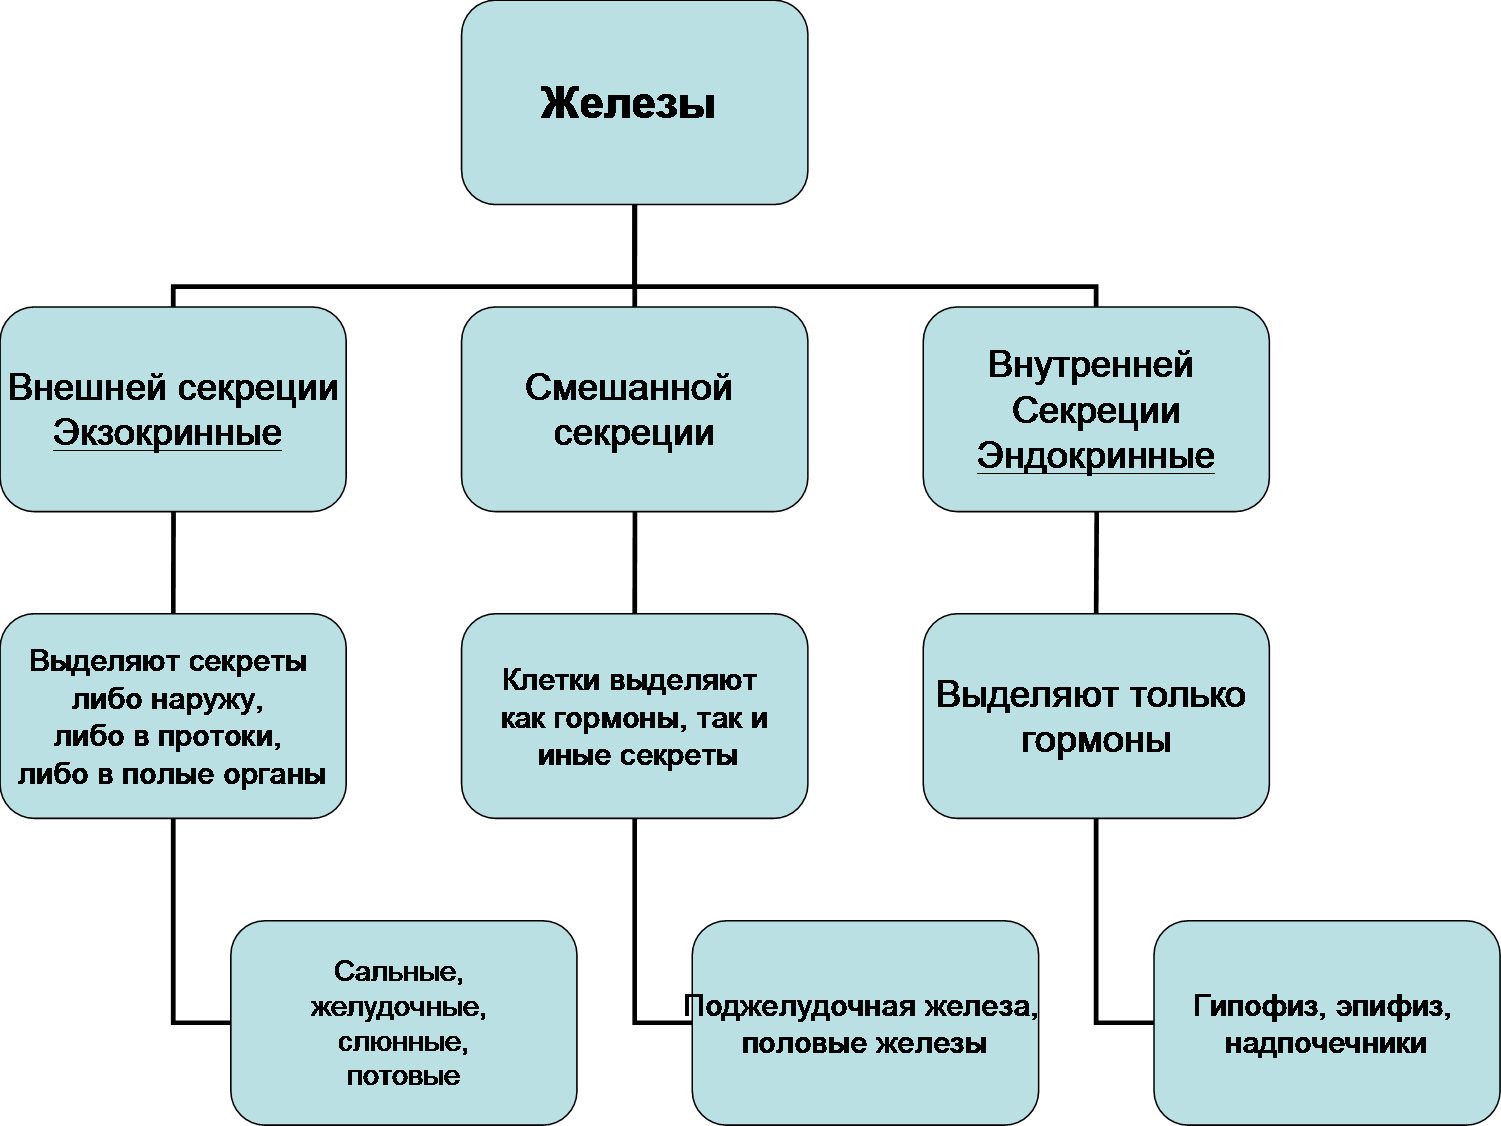 Железы
Внешней секреции
Экзокринные
Смешанной
секреции
Внутренней
Секреции
Эндокринные
Выделяют секреты
либо наружу,
либо в протоки,
либо в полые органы
Клетки выделяют
как гормоны, так и
иные секреты
Выделяют только
гормоны
Сальные,
желудочные,
слюнные,
потовые
Поджелудочная железа,
половые железы
Гипофиз, эпифиз,
надпочечники